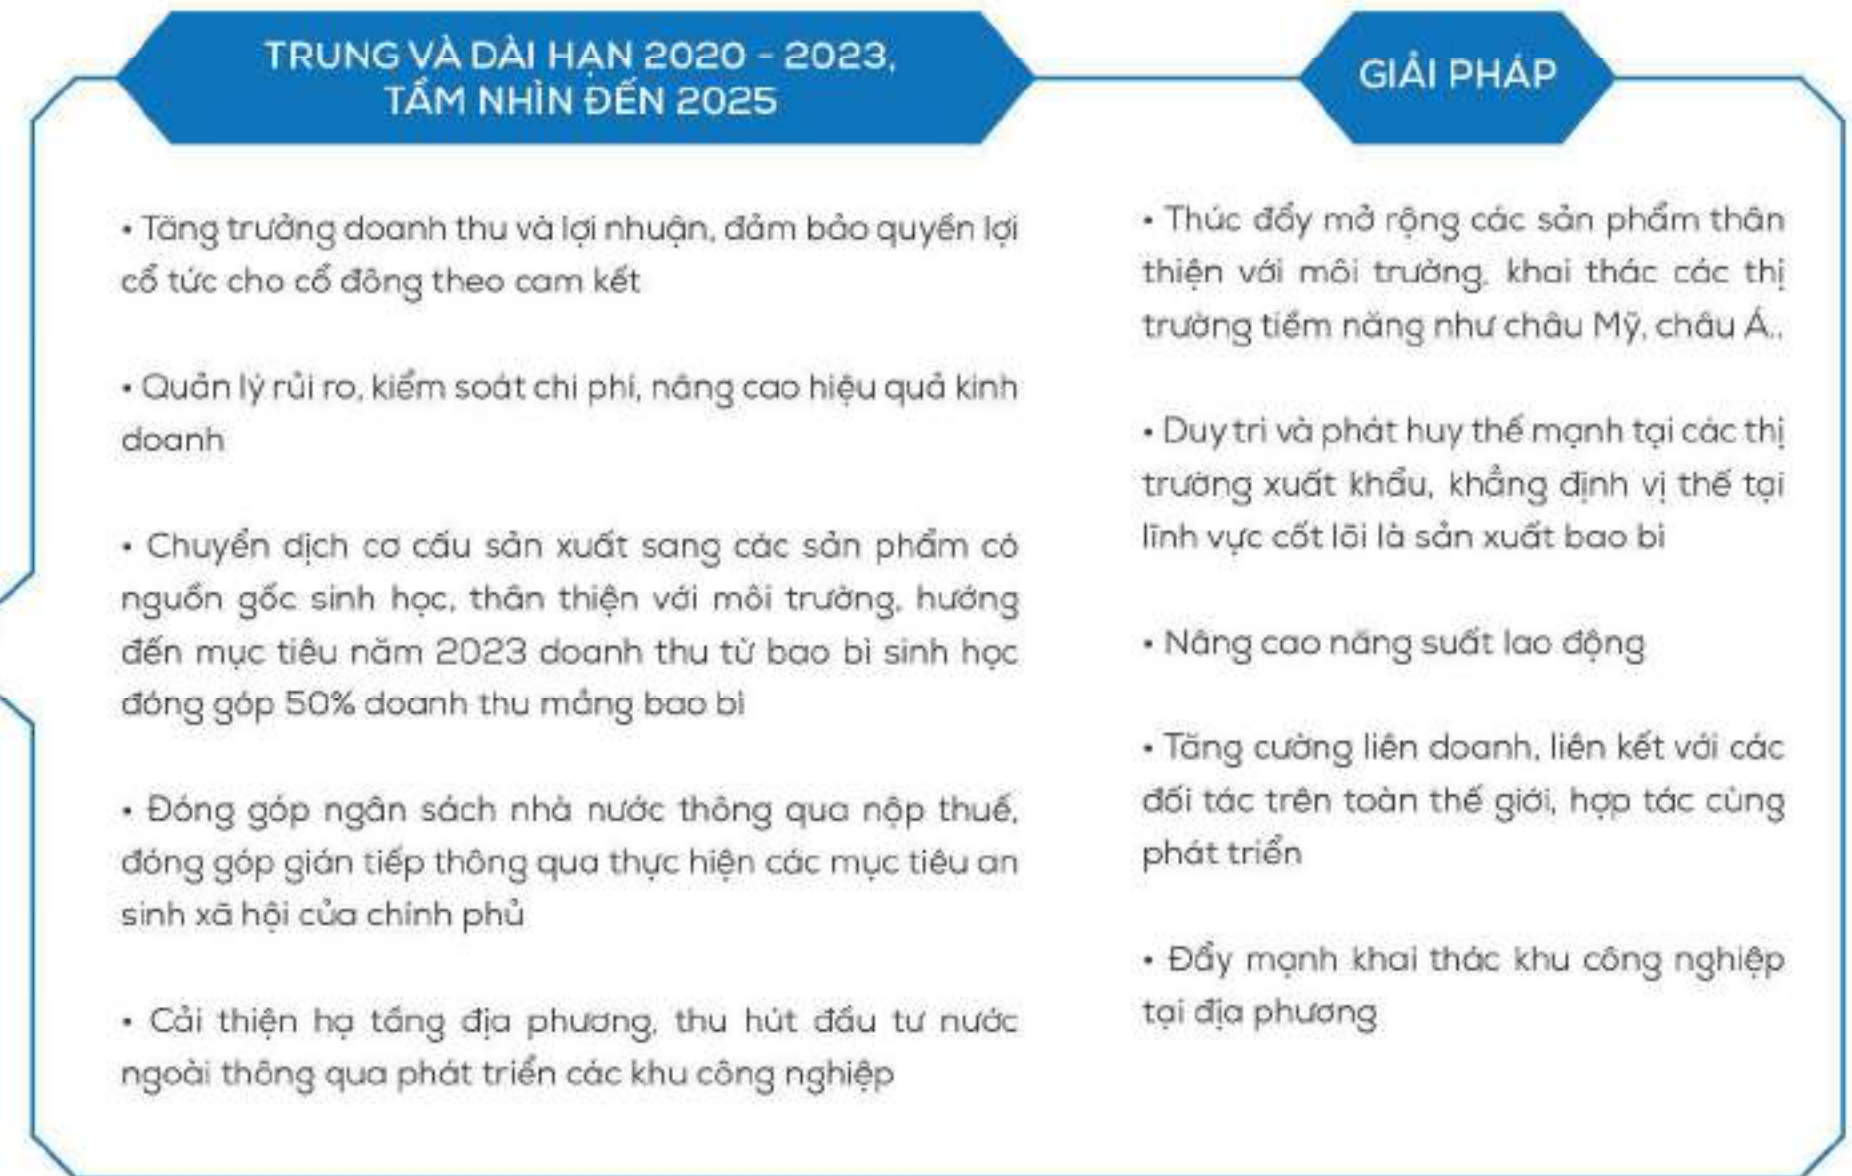 TRUNG VÀ DÀI HẠN 2020 - 2023,
TẦM NHÌN ĐẾN 2025
• Tăng trưởng doanh thu và lợi nhuận, đảm bảo quyền lợi
cổ tức cho cổ đông theo cam kết
• Quản lý rủi ro, kiểm soát chi phí, nâng cao hiệu quả kinh
doanh
• Chuyển dịch cơ cấu sản xuất sang các sản phẩm có
nguồn gốc sinh học, thân thiện với môi trường, hướng
đến mục tiêu năm 2023 doanh thu từ bao bì sinh học
đóng góp 50% doanh thu mảng bao bì
• Đóng góp ngân sách nhà nước thông qua nộp thuế,
đóng góp gián tiếp thông qua thực hiện các mục tiêu an
sinh xã hội của chính phủ
• Cải thiện hạ tầng địa phương, thu hút đầu tư nước
ngoài thông qua phát triển các khu công nghiệp
GIẢI PHÁP
• Thúc đẩy mở rộng các sản phẩm thân
thiện với môi trường, khai thác các thị
trường tiềm năng như châu Mỹ, châu Á..
• Duy trì và phát huy thế mạnh tại các thị
trường xuất khẩu, khẳng định vị thế tại
lĩnh vực cốt lõi là sản xuất bao bì
• Nâng cao năng suất lao động
• Tăng cường liên doanh, liên kết với các
đối tác trên toàn thế giới, hợp tác cùng
phát triển
• Đẩy mạnh khai thác khu công nghiệp
tại địa phương